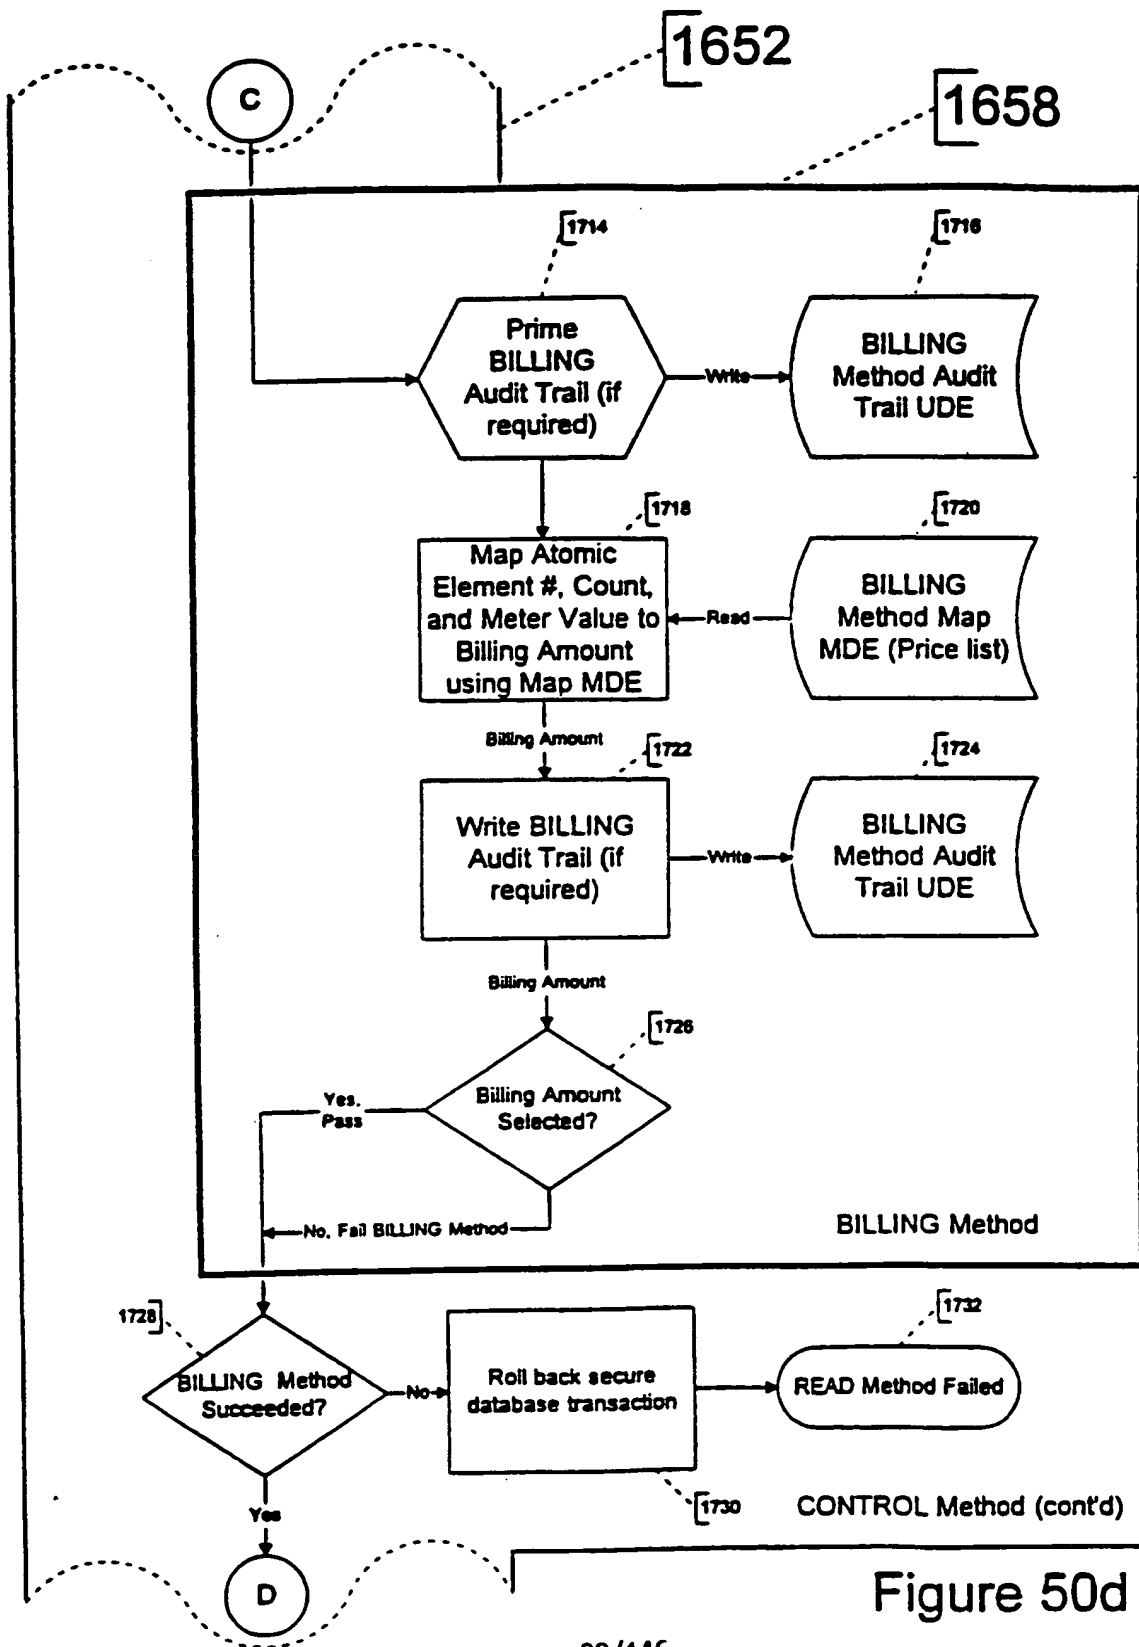 1652
C
1658
1714
1716
Prime
BILLING
Audit Trail (if
required)
Write
BILLING
Method Audit
Trail UDE
1718
1720
Map Atomic
Element #, Count,
and Meter Value to
Billing Amount
using Map MDE
Read
BILLING
Method Map
MDE (Price list)
Billing Amount
1722
1724
Write BILLING
Audit Trail (if
required)
Write
BILLING
Method Audit
Trail UDE
Billing Amount
1726
Billing Amount
Selected?
Yes,
Pass
No, Fail BILLING Method
BILLING Method
1728
1732
BILLING Method
Succeeded?
No
Roll back secure
database transaction
READ Method Failed
1730
CONTROL Method (cont'd)
Yes
D
Figure 50d